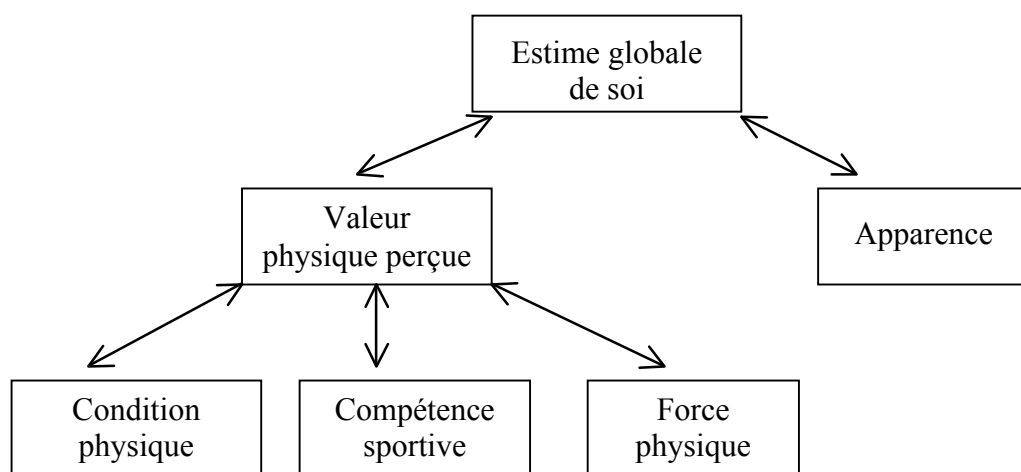 Estime globale
de soi
Valeur
physique perçue
Apparence
Condition
physique
Compétence
sportive
Force
physique